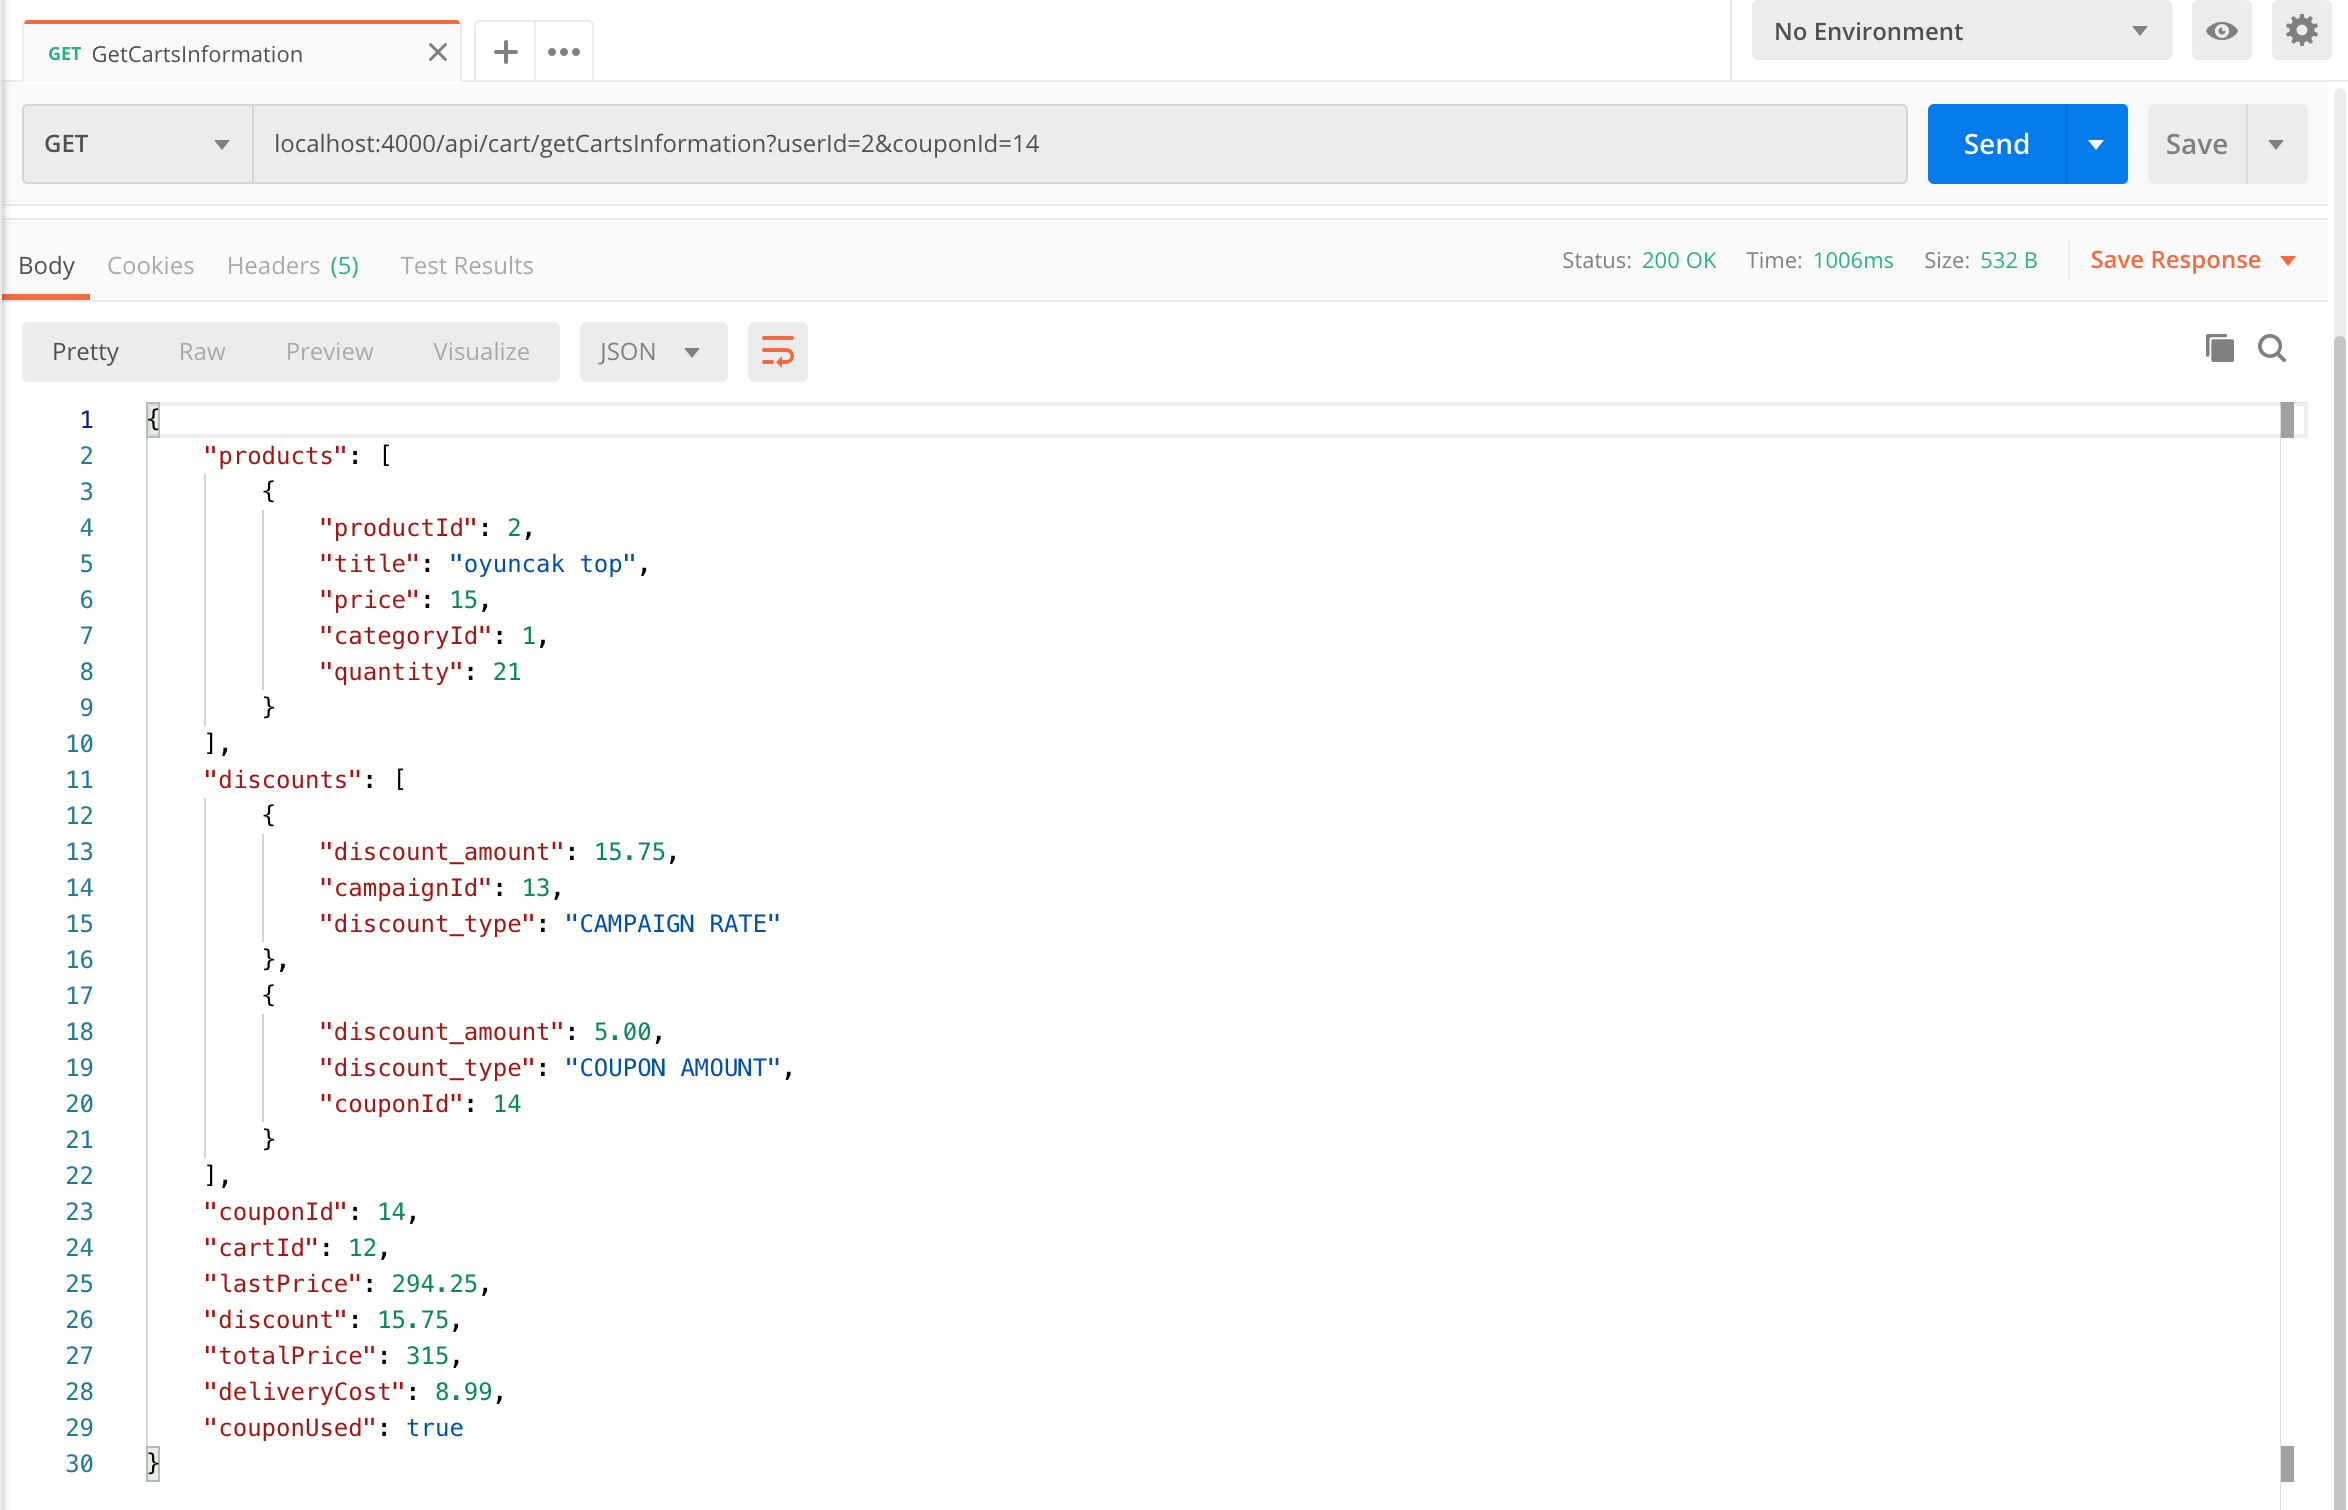 GET GetCartsInformation
No Environment
GET localhost:4000/api/cart/getCartsInformation?userId=2&couponId=14 Send Save
Body Cookies Headers (5) Test Results Status: 200 OK Time: 1006ms Size: 532 B Save Response
Pretty Raw Preview Visualize JSON
1 {
2 "products": [
3 {
4 "productId": 2,
5 "title": "oyuncak top",
6 "price": 15,
7 "categoryId": 1,
8 "quantity": 21
9 }
10 ],
11 "discounts": [
12 {
13 "discount_amount": 15.75,
14 "campaignId": 13,
15 "discount_type": "CAMPAIGN RATE"
16 },
17 {
18 "discount_amount": 5.00,
19 "discount_type": "COUPON AMOUNT",
20 "couponId": 14
21 }
22 ],
23 "couponId": 14,
24 "cartId": 12,
25 "lastPrice": 294.25,
26 "discount": 15.75,
27 "totalPrice": 315,
28 "deliveryCost": 8.99,
29 "couponUsed": true
30 }